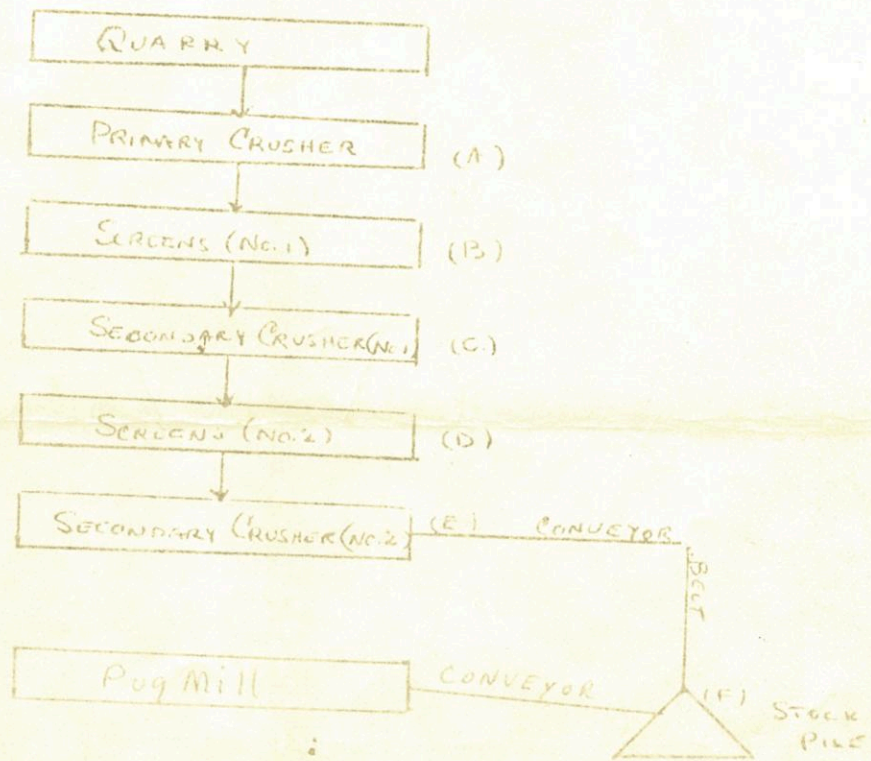 QUARRY
PRIMARY CRUSHER (A)
SCREENS (No.1) (B)
SECONDARY CRUSHER (No.1) (C.)
SCREENS (NO.2) (D)
SECONDARY CRUSHER (NO.2) (E) CONVEYOR
BELT
Pug Mill CONVEYOR (F) STOCK
PILE